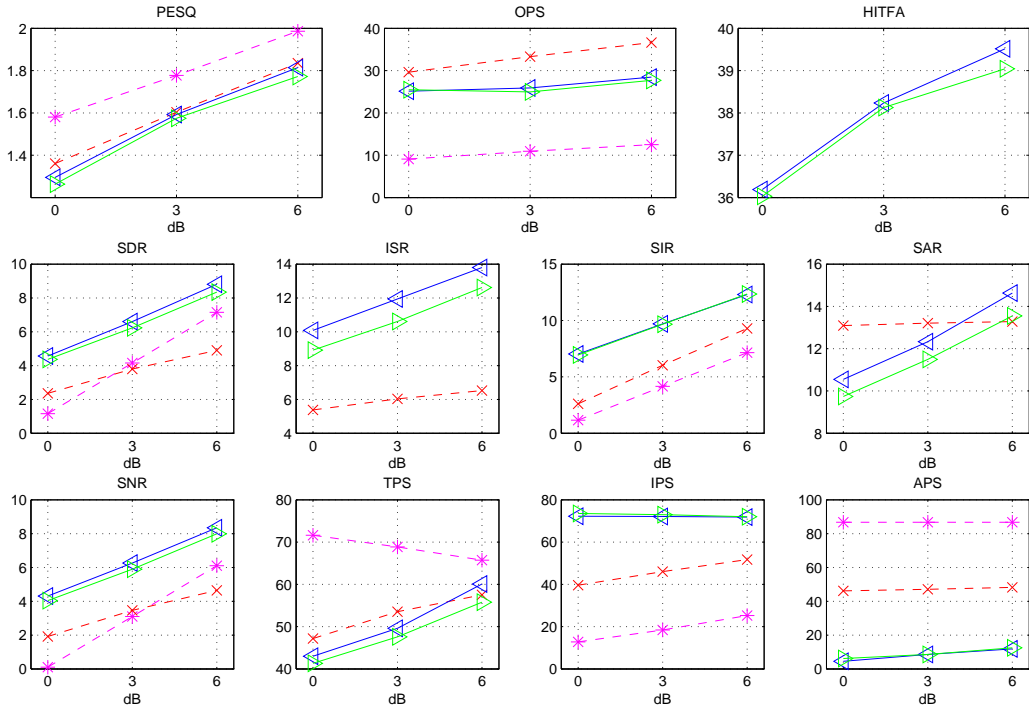 PESQ
2
1.8
1.6
1.4
0 3 6
dB
OPS
40
30
20
10
0
0 3 6
dB
HITFA
40
39
38
37
36
0 3 6
dB
SDR
10
8
6
4
2
0
0 3 6
dB
ISR
14
12
10
8
6
4
0 3 6
dB
SIR
15
10
5
0
0 3 6
dB
SAR
16
14
12
10
8
0 3 6
dB
SNR
10
8
6
4
2
0
0 3 6
dB
TPS
80
70
60
50
40
0 3 6
dB
IPS
80
60
40
20
0
0 3 6
dB
APS
100
80
60
40
20
0
0 3 6
dB